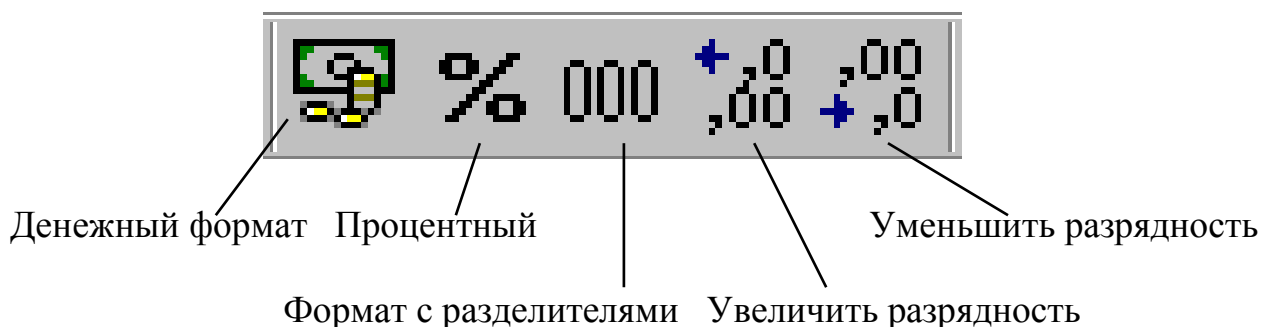 % 000 ,0 ,00
,00 ,0
Денежный формат Процентный Уменьшить разрядность
Формат с разделителями Увеличить разрядность